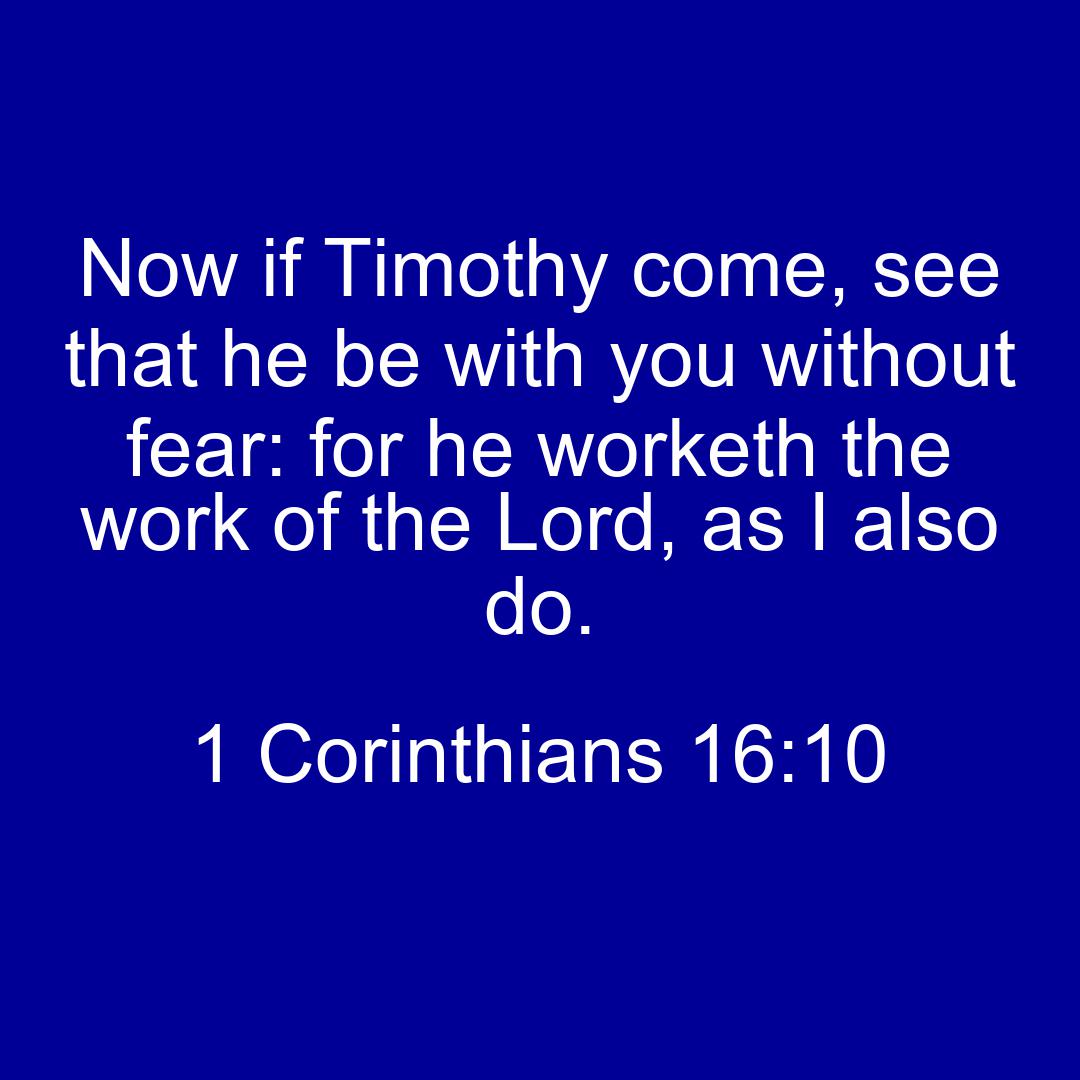 Now if Timothy come, see
that he be with you without
fear: for he worketh the
work of the Lord, as I also
do.
1 Corinthians 16:10